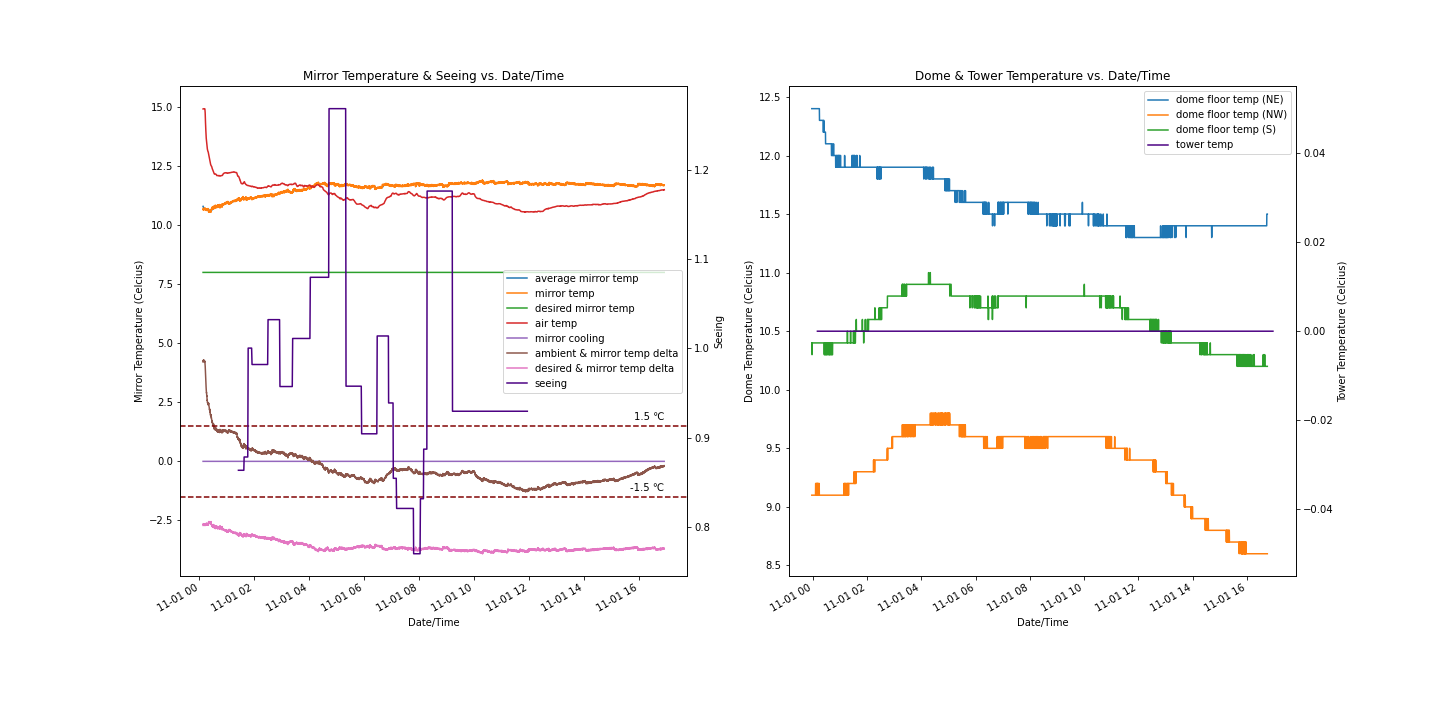 Mirror Temperature & Seeing vs. Date/Time
15.0
12.5
10.0
7.5
5.0
2.5
0.0
−2.5
Mirror Temperature (Celcius)
1.2
1.1
1.0
0.9
0.8
Seeing
average mirror temp
mirror temp
desired mirror temp
air temp
mirror cooling
ambient & mirror temp delta
desired & mirror temp delta
seeing
1.5 °C
-1.5 °C
11-01 00
11-01 02
11-01 04
11-01 06
11-01 08
11-01 10
11-01 12
11-01 14
11-01 16
Date/Time
Dome & Tower Temperature vs. Date/Time
12.5
12.0
11.5
11.0
10.5
10.0
9.5
9.0
8.5
Dome Temperature (Celcius)
dome floor temp (NE)
dome floor temp (NW)
dome floor temp (S)
tower temp
0.04
0.02
0.00
−0.02
−0.04
Tower Temperature (Celcius)
11-01 00
11-01 02
11-01 04
11-01 06
11-01 08
11-01 10
11-01 12
11-01 14
11-01 16
Date/Time